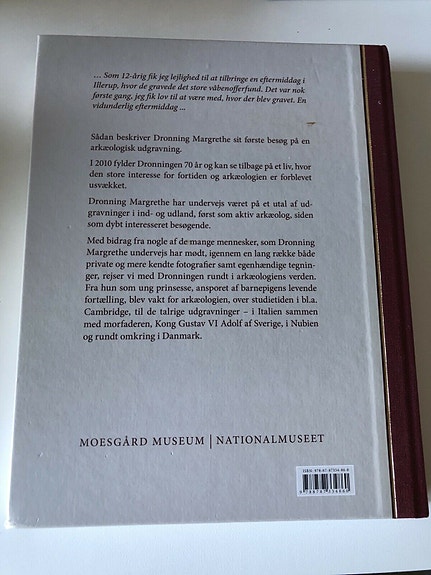 ... Som 12-årig fik jeg lejlighed til at tilbringe en eftermiddag i
Illerup, hvor de gravede det store våbenofferfund. Det var nok
første gang, jeg fik lov til at være med, hvor der blev gravet. En
vidunderlig eftermiddag ...
Sådan beskriver Dronning Margrethe sit første besøg på en
arkæologisk udgravning.
I 2010 fylder Dronningen 70 år og kan se tilbage på et liv, hvor
den store interesse for fortiden og arkæologien er forblevet
usvækket.
Dronning Margrethe har undervejs været på et utal af ud-
gravninger i ind- og udland, først som aktiv arkæolog, siden
som dybt interesseret besøgende.
Med bidrag fra nogle af de mange mennesker, som Dronning
Margrethe undervejs har mødt, igennem en lang række både
private og mere kendte fotografier samt egenhændige tegnin-
ger, rejser vi med Dronningen rundt i arkæologiens verden.
Fra hun som ung prinsesse, ansporet af barnepigens levende
fortælling, blev vakt for arkæologien, over studietiden i bl.a.
Cambridge, til de talrige udgravninger – i Italien sammen
med morfaderen, Kong Gustav VI Adolf af Sverige, i Nubien
og rundt omkring i Danmark.
MOESGÅRD MUSEUM | NATIONALMUSEET